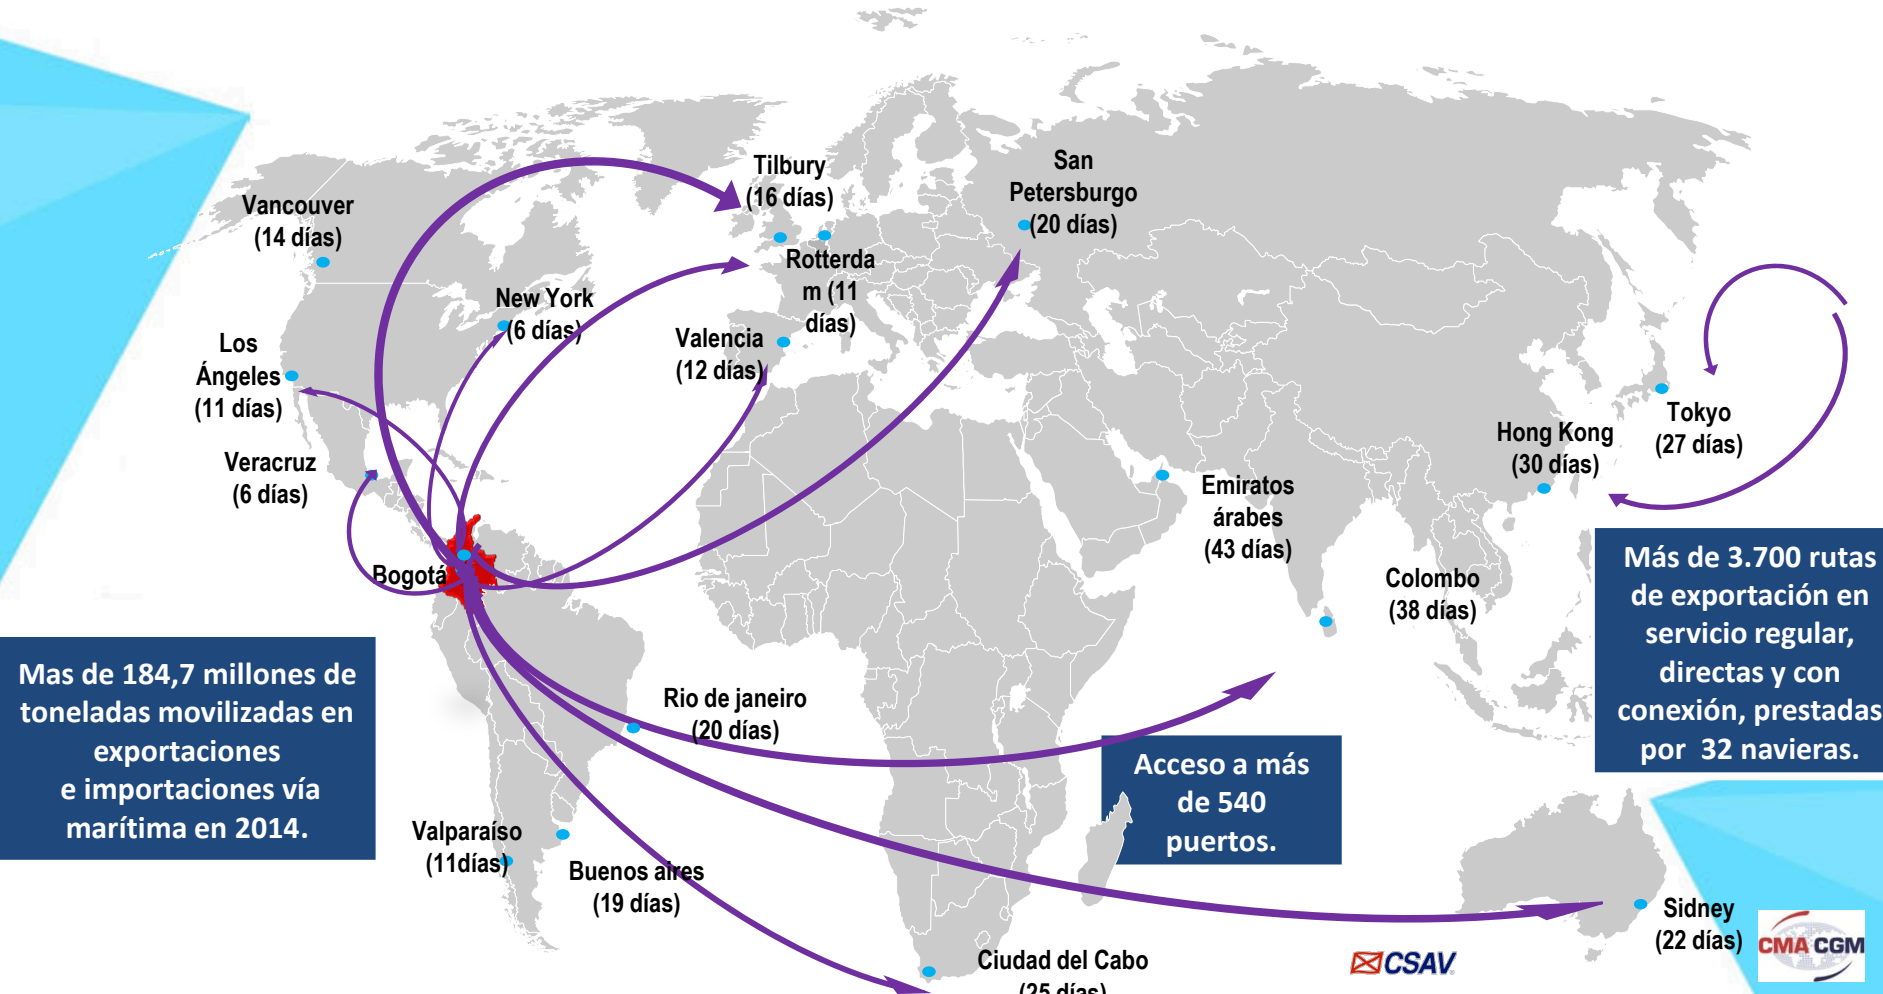 Tilbury
(16 días)
San
Petersburgo
(20 días)
Vancouver
(14 días)
Rotterda
m (11
días)
New York
(6 días)
Valencia
(12 días)
Los
Ángeles
(11 días)
Veracruz
(6 días)
Tokyo
(27 días)
Hong Kong
(30 días)
Emiratos
árabes
(43 días)
Colombo
(38 días)
Bogotá
Más de 3.700 rutas
de exportación en
servicio regular,
directas y con
conexión, prestadas
por 32 navieras.
Mas de 184,7 millones de
toneladas movilizadas en
exportaciones
e importaciones vía
marítima en 2014.
Rio de janeiro
(20 días)
Acceso a más
de 540
puertos.
Valparaíso
(11días)
Buenos aires
(19 días)
Sidney
(22 días)
Ciudad del Cabo
(25 días)
CSAV
CMA CGM